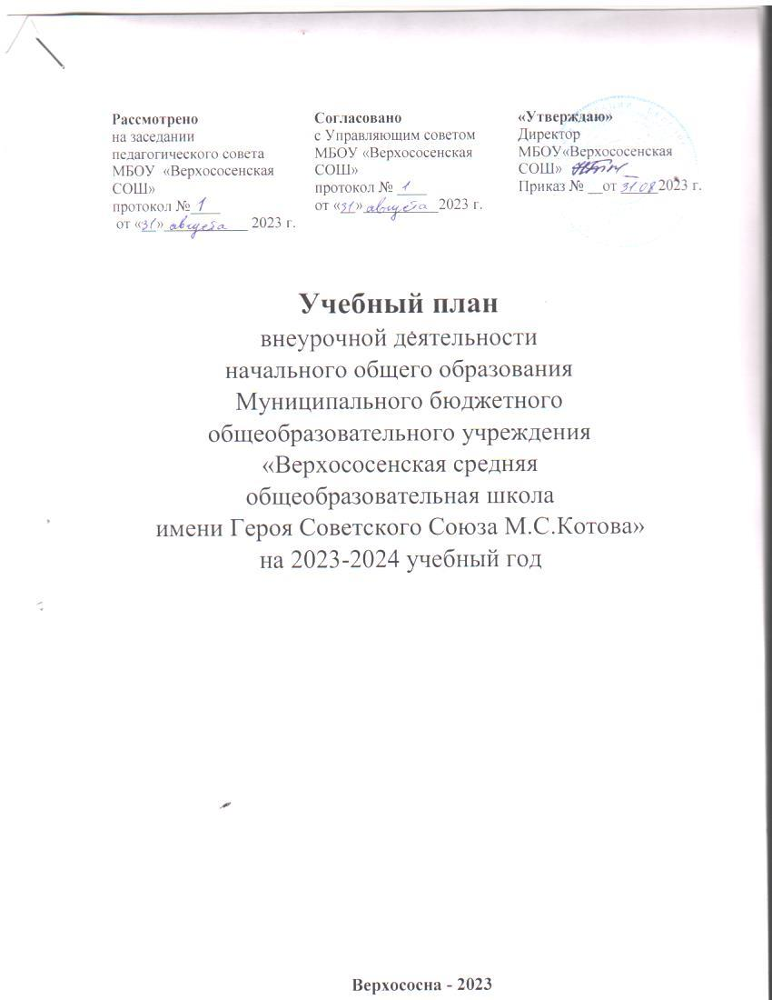 Рассмотрено
на заседании
педагогического совета
МБОУ «Верхососенская
СОШ»
протокол № 1
от «31» августа 2023 г.
Согласовано
с Управляющим советом
МБОУ «Верхососенская
СОШ»
протокол № 1
от «31» августа 2023 г.
«Утверждаю»
Директор
МБОУ«Верхососенская
СОШ»
Приказ № __от 31 08 2023 г.
Учебный план
внеурочной деятельности
начального общего образования
Муниципального бюджетного
общеобразовательного учреждения
«Верхососенская средняя
общеобразовательная школа
имени Героя Советского Союза М.С.Котова»
на 2023-2024 учебный год
Верхососна - 2023